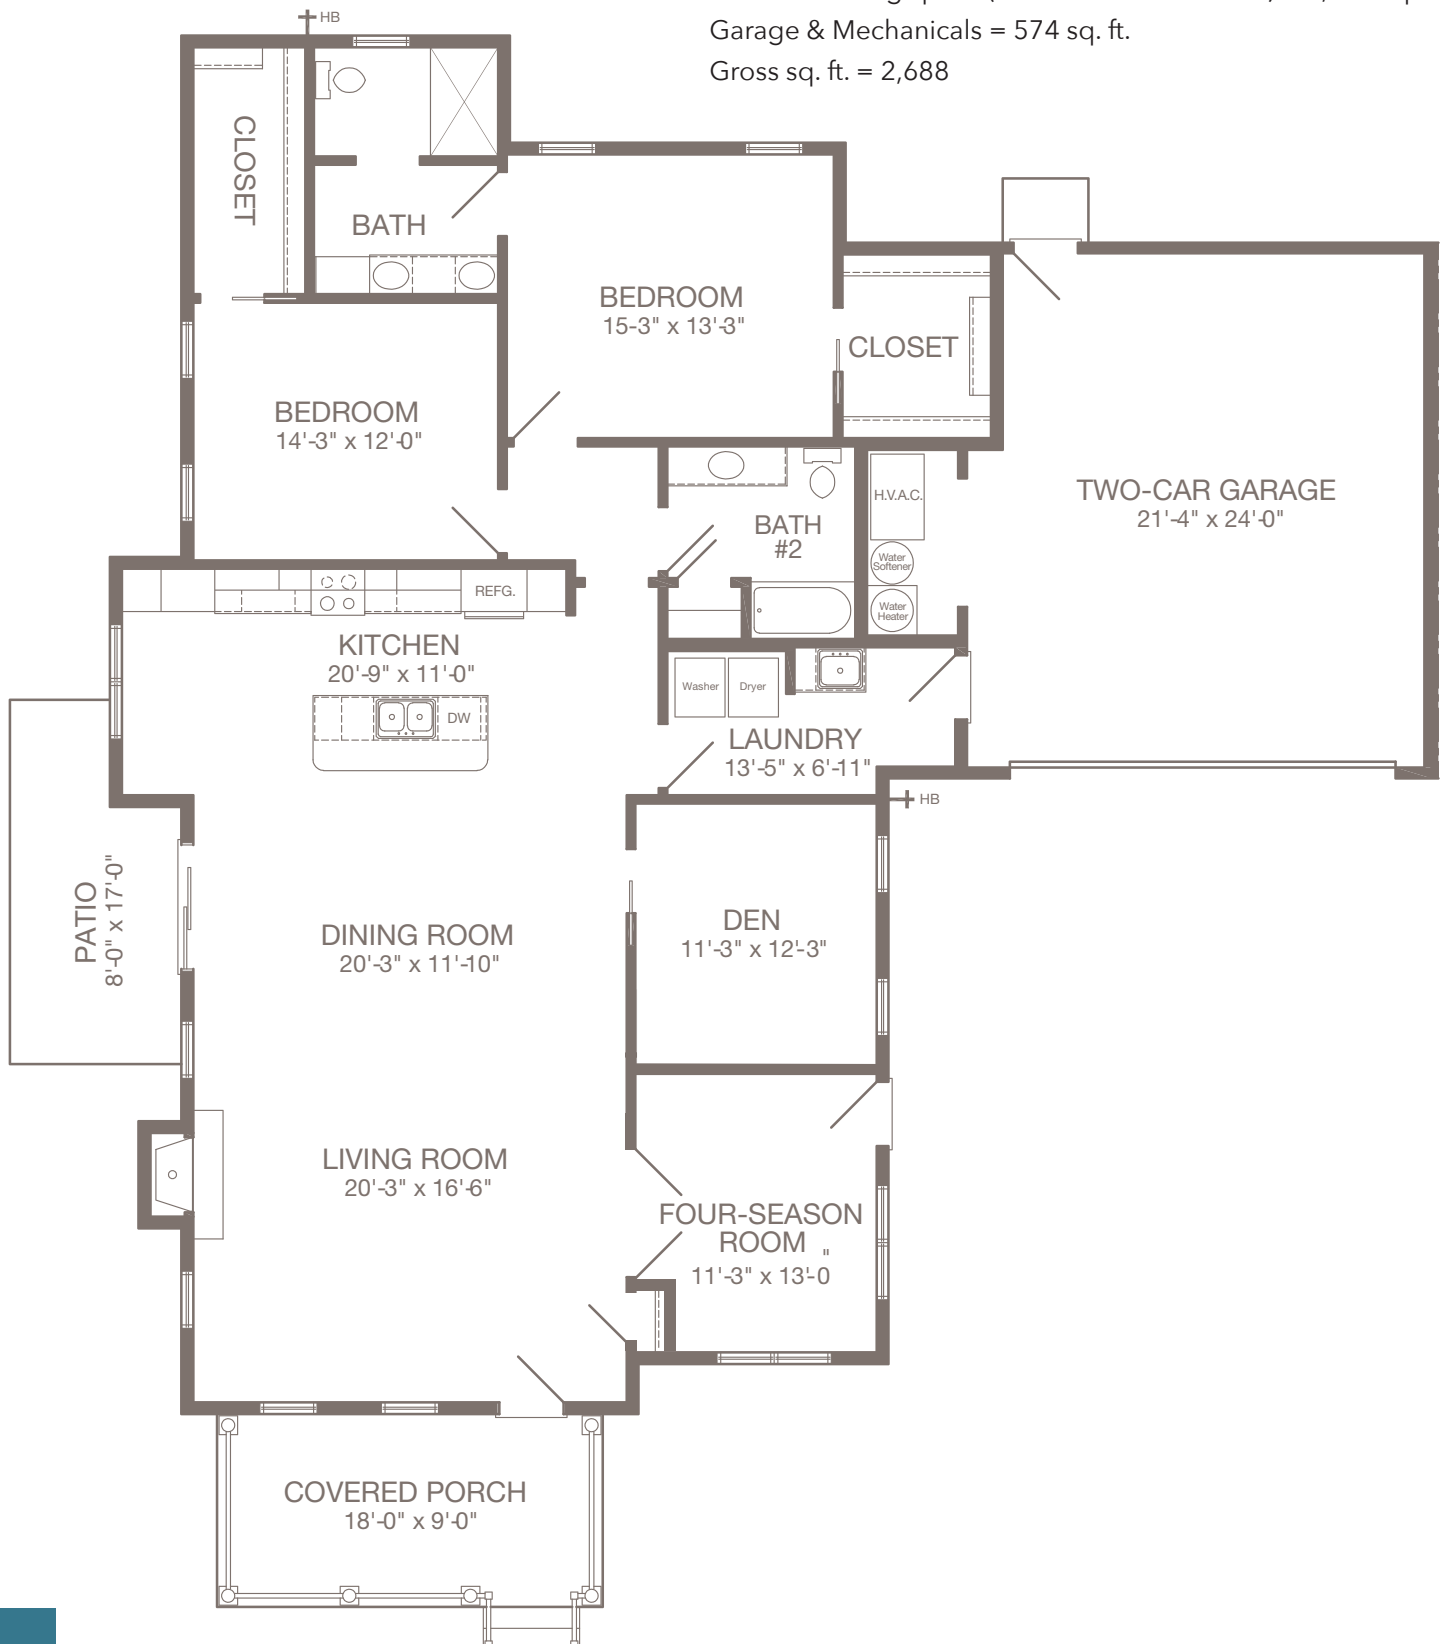 Garage & Mechanicals = 574 sq. ft.
Gross sq. ft. = 2,688
HB
CLOSET
BATH
BEDROOM
15-3" x 13'-3"
CLOSET
BEDROOM
14'-3" x 12'-0"
H.V.A.C.
TWO-CAR GARAGE
21'-4" x 24'-0"
BATH
#2
Water
Softener
REFG.
Water
Heater
KITCHEN
20'-9" x 11'-0"
Washer
Dryer
DW
LAUNDRY
13'-5" x 6'-11"
HB
PATIO
8'-0" x 17'-0"
DINING ROOM
20'-3" x 11'-10"
DEN
11'-3" x 12'-3"
LIVING ROOM
20'-3" x 16'-6"
FOUR-SEASON
ROOM
11'-3" x 13'-0"
COVERED PORCH
18'-0" x 9'-0"